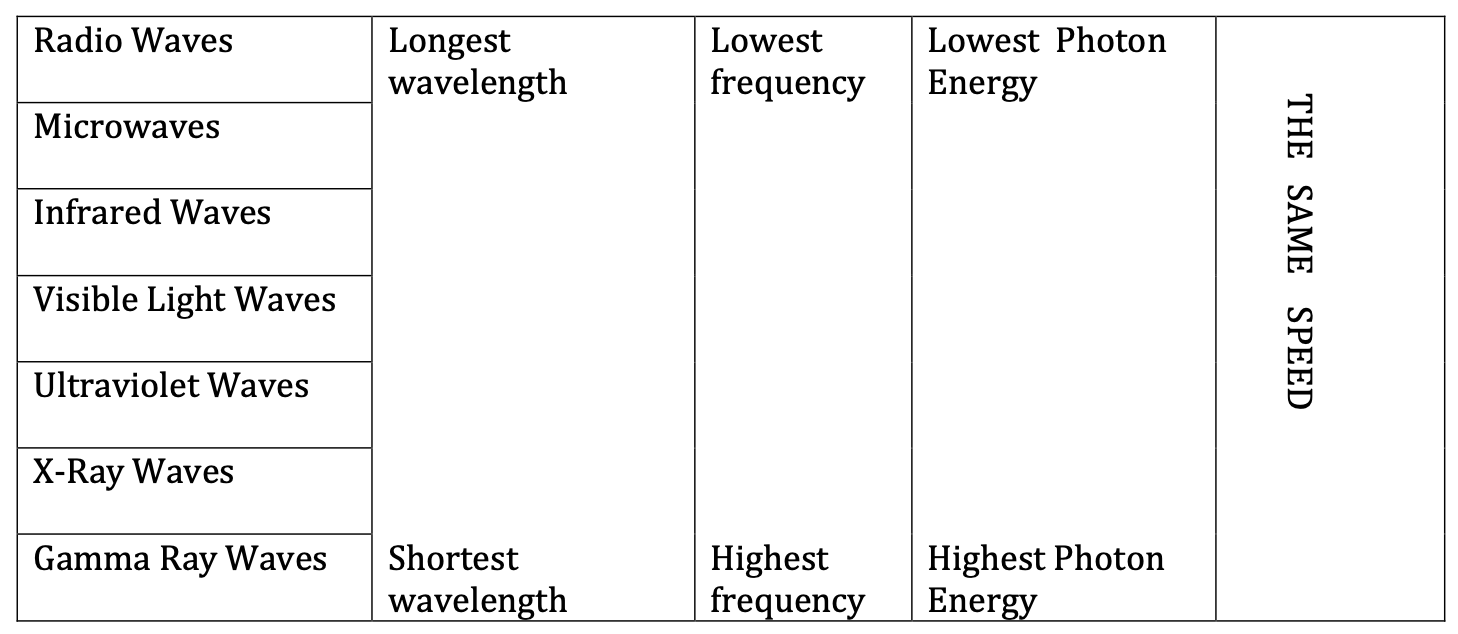 Radio Waves
Longest
wavelength
Lowest
frequency
Lowest Photon
Energy
THE SAME SPEED
Microwaves
Infrared Waves
Visible Light Waves
Ultraviolet Waves
X-Ray Waves
Gamma Ray Waves
Shortest
wavelength
Highest
frequency
Highest Photon
Energy